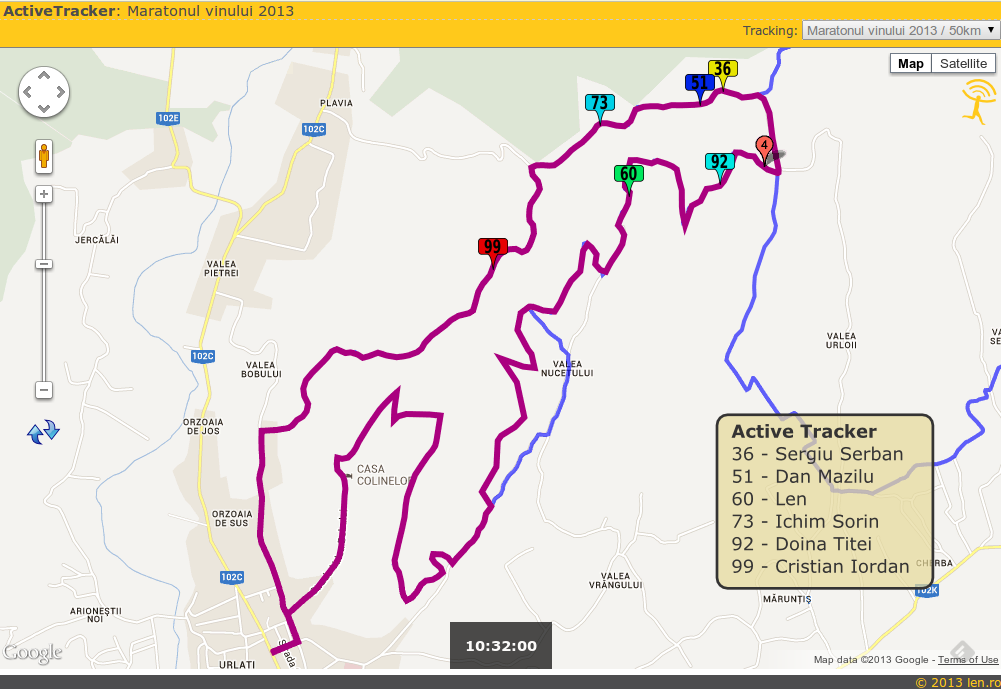 ActiveTracker: Maratonul vinului 2013
Tracking: Maratonul vinului 2013 / 50km
Map Satellite
36
51
73
4
92
60
99
PLAVIA
102E
102C
JERCĂLĂI
VALEA
PIETREI
102C
VALEA
BOBULUI
VALEA
NUCETULUI
VALEA
URLOII
VA
SE
ORZOAIA
DE JOS
CASA
COLINELOR
ORZOAIA
DE SUS
102C
Active Tracker
36 - Sergiu Serban
51 - Dan Mazilu
60 - Len
73 - Ichim Sorin
92 - Doina Titei
99 - Cristian Iordan
CHERBA
102K
VALEA
VRÂNGULUI
MĂRUNȚIȘ
ARIONEȘTII
NOI
10:32:00
Strada
URLATI
Google
Map data ©2013 Google - Terms of Use
© 2013 len.ro